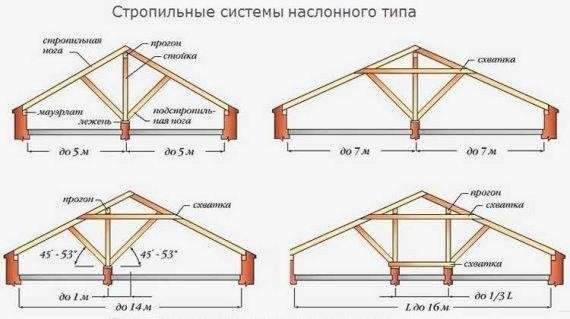 Стропильные системы наслонного типа
стропильная
нога
прогон
стойка
мауэрлат
лежень
подстропиль-
ная нога
до 5 м
до 5 м
схватка
до 7 м
до 7 м
прогон
схватка
45° - 53°
45° - 53°
до 1 м
до 14 м
прогон
схватка
схватка
до 1/3 L
L до 16 м